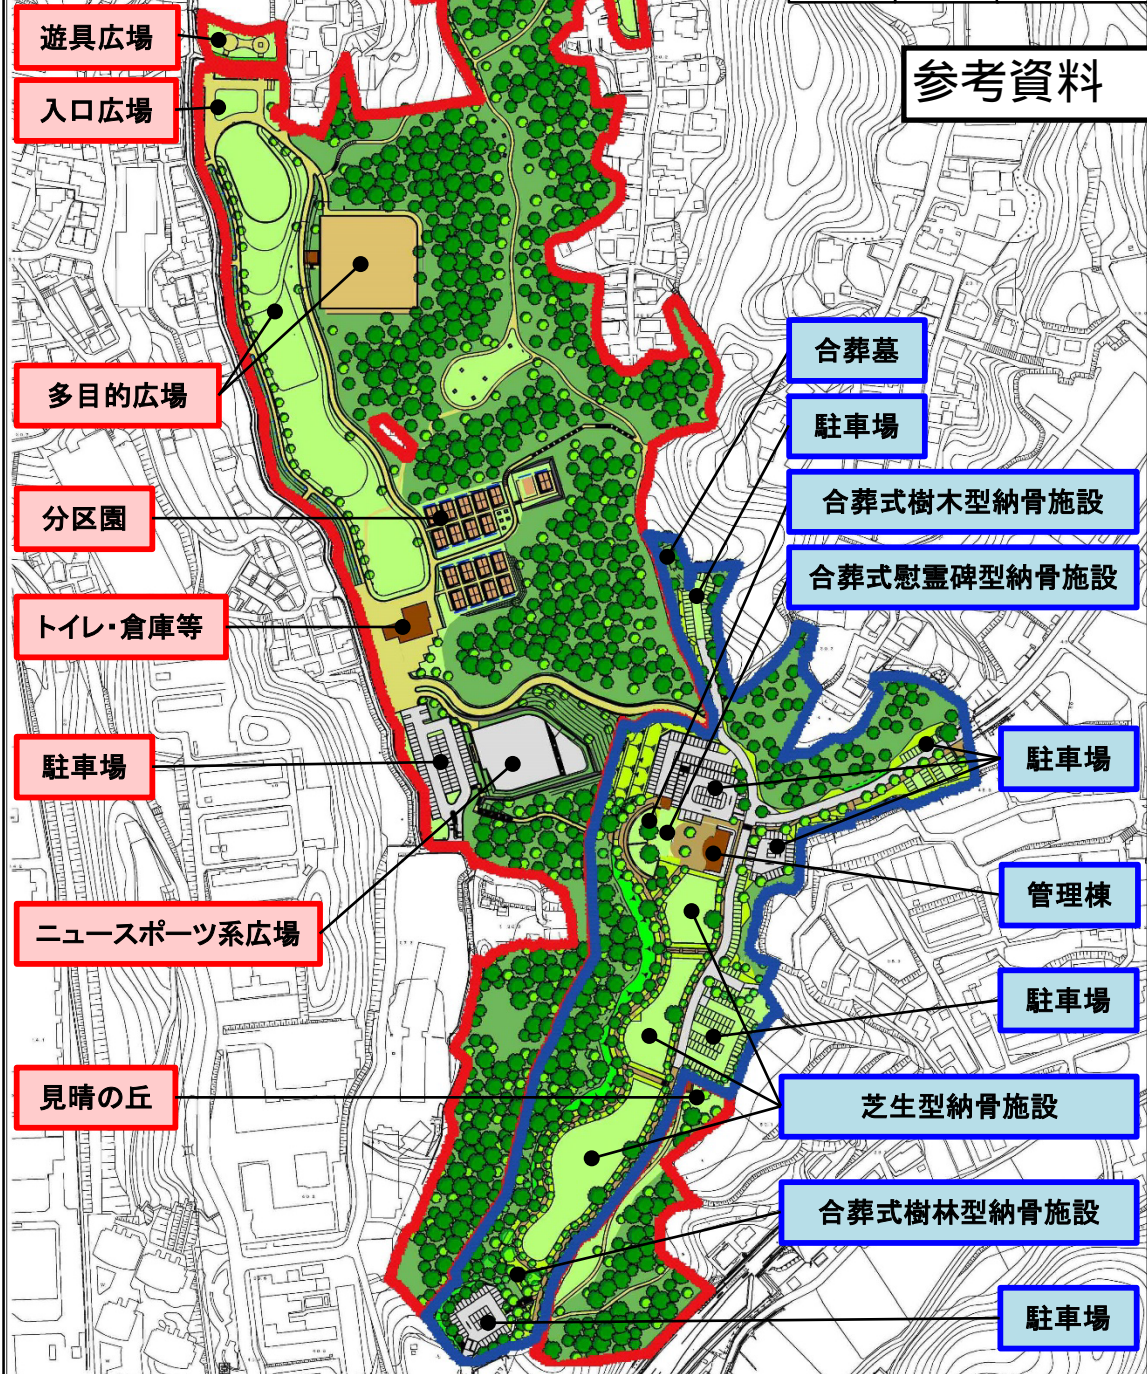 遊具広場
参考資料
入口広場
合葬墓
多目的広場
駐車場
合葬式樹木型納骨施設
分区園
合葬式慰霊碑型納骨施設
トイレ・倉庫等
駐車場
駐車場
管理棟
ニュースポーツ系広場
駐車場
見晴の丘
芝生型納骨施設
合葬式樹林型納骨施設
駐車場